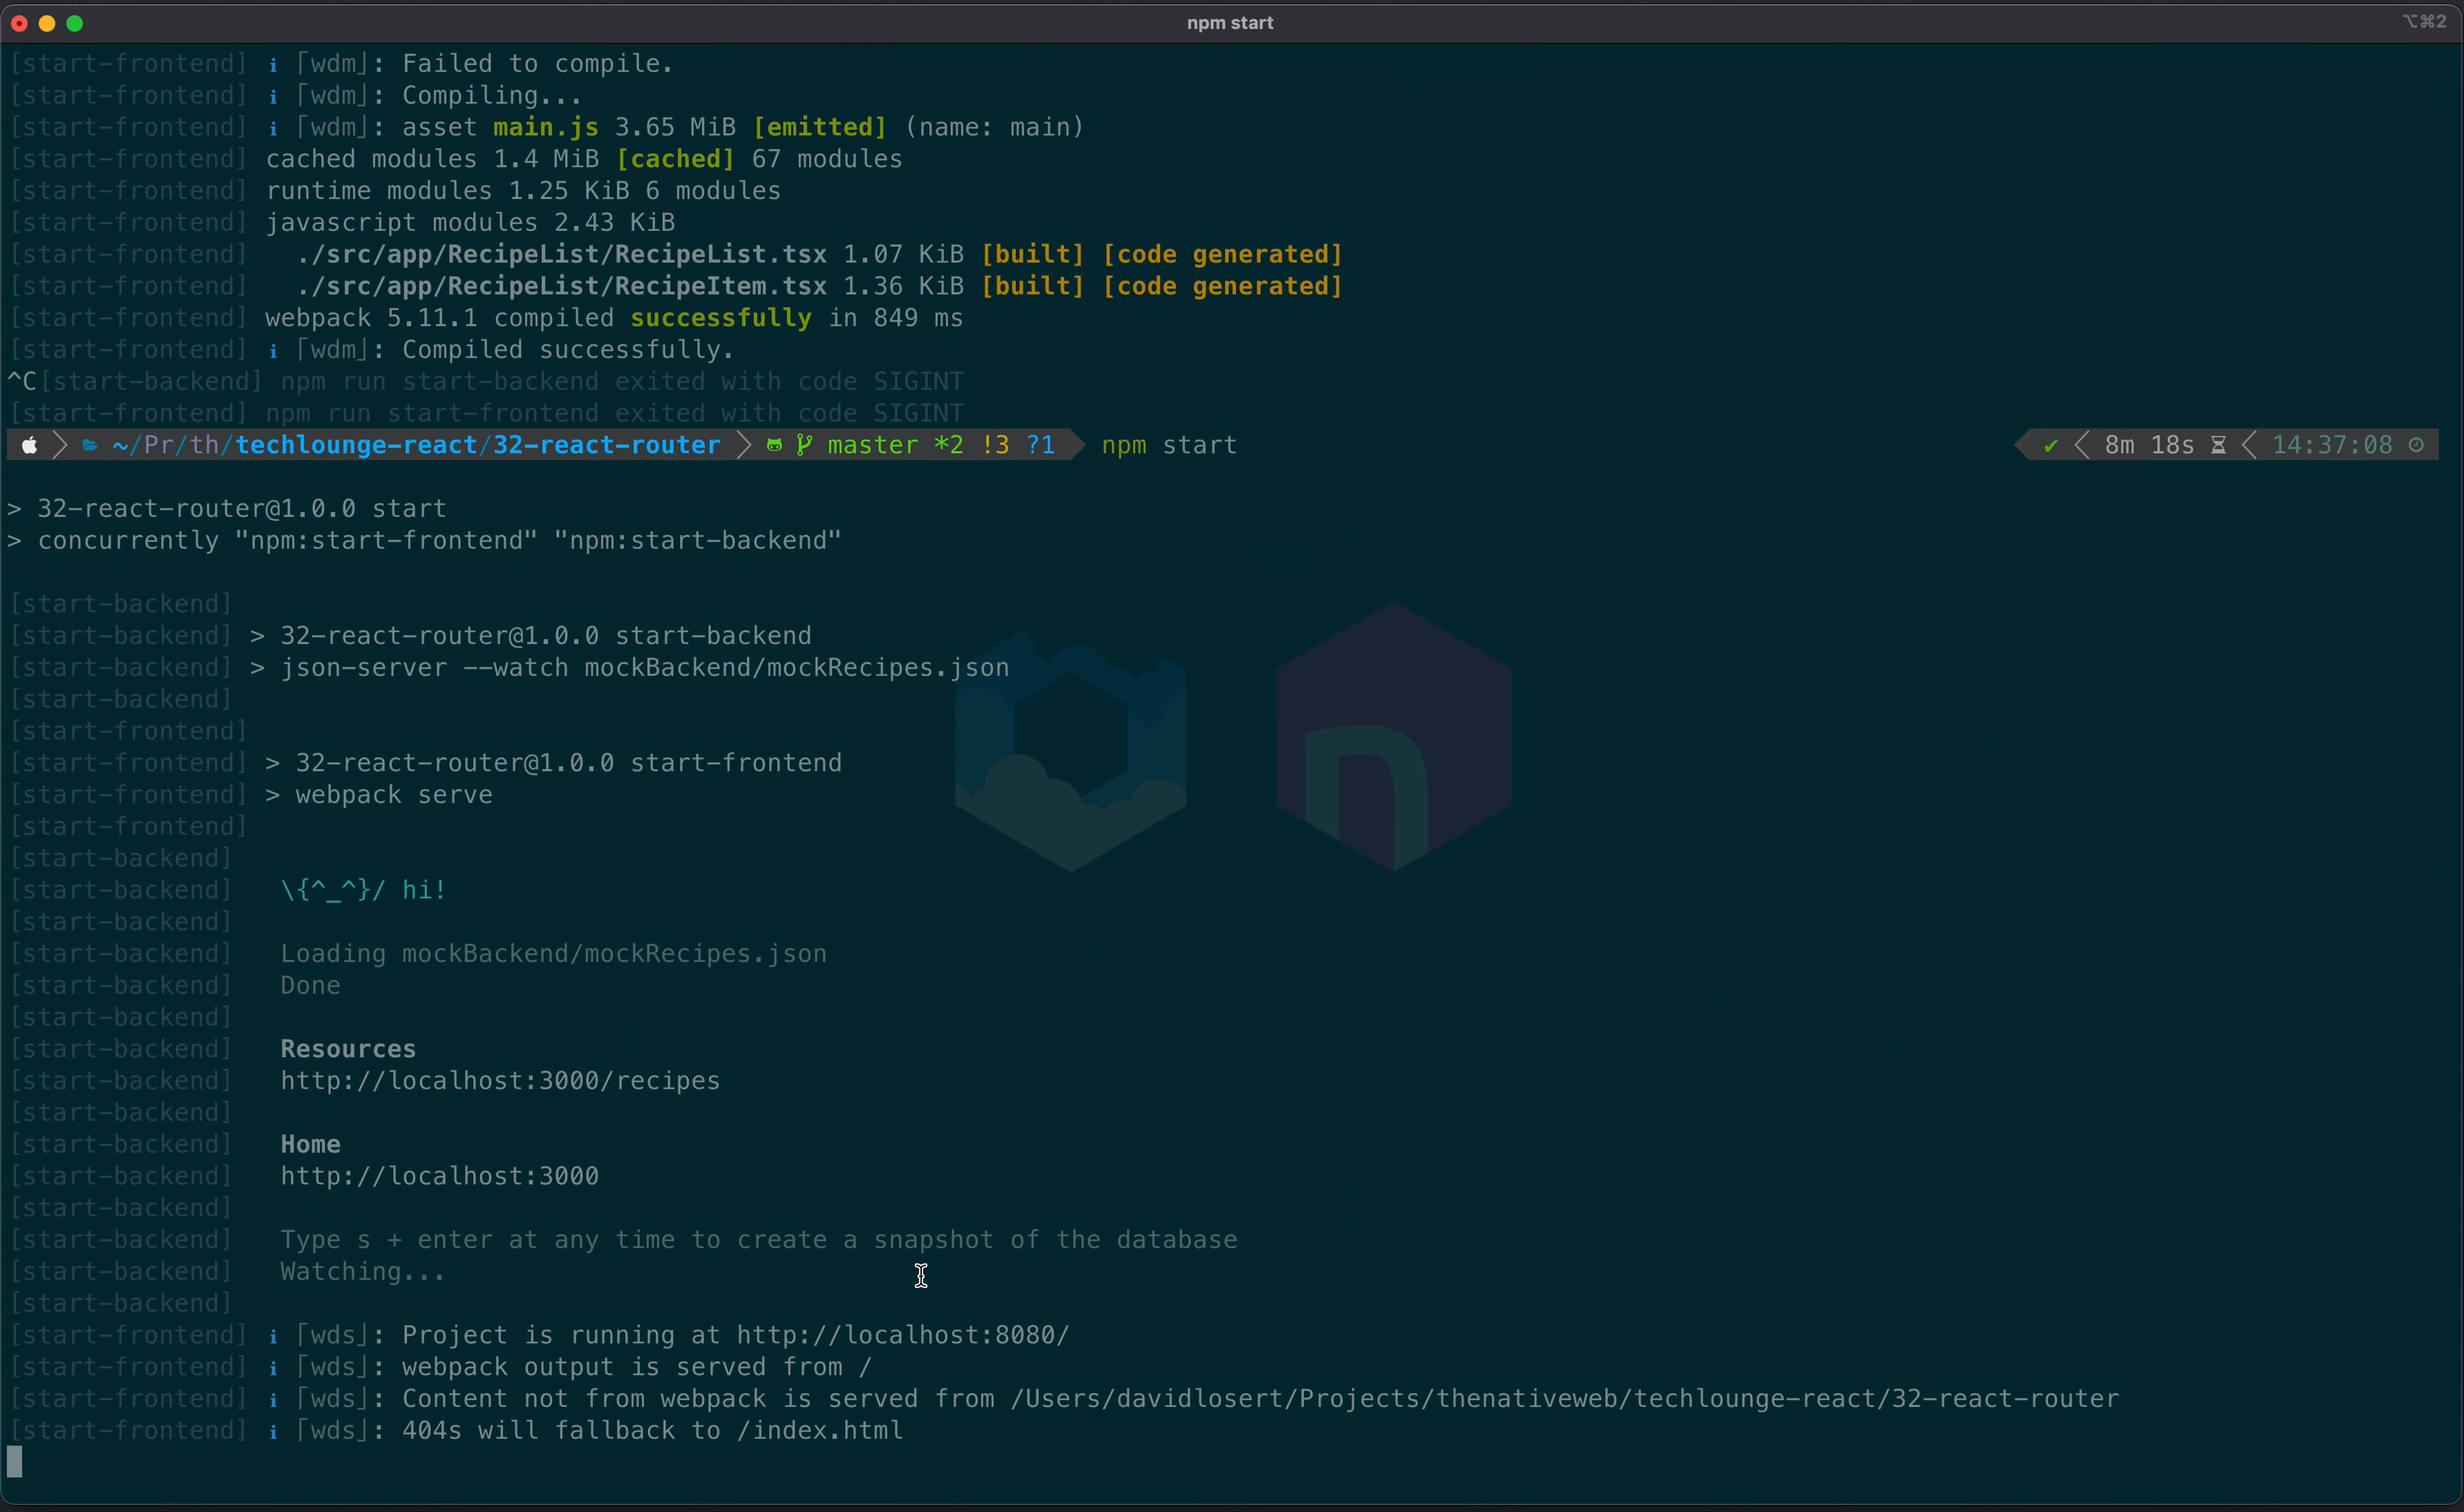 npm start
⌥⌘2
[start-frontend] ℹ ｢wdm｣: Failed to compile.
[start-frontend] ℹ ｢wdm｣: Compiling...
[start-frontend] ℹ ｢wdm｣: asset main.js 3.65 MiB [emitted] (name: main)
[start-frontend] cached modules 1.4 MiB [cached] 67 modules
[start-frontend] runtime modules 1.25 KiB 6 modules
[start-frontend] javascript modules 2.43 KiB
[start-frontend]   ./src/app/RecipeList/RecipeList.tsx 1.07 KiB [built] [code generated]
[start-frontend]   ./src/app/RecipeList/RecipeItem.tsx 1.36 KiB [built] [code generated]
[start-frontend] webpack 5.11.1 compiled successfully in 849 ms
[start-frontend] ℹ ｢wdm｣: Compiled successfully.
^C[start-backend] npm run start-backend exited with code SIGINT
[start-frontend] npm run start-frontend exited with code SIGINT
~/Pr/th/techlounge-react/32-react-router master *2 !3 ?1 npm start ✔ 8m 18s 14:37:08
> 32-react-router@1.0.0 start
> concurrently "npm:start-frontend" "npm:start-backend"
[start-backend]
[start-backend] > 32-react-router@1.0.0 start-backend
[start-backend] > json-server --watch mockBackend/mockRecipes.json
[start-backend]
[start-frontend]
[start-frontend] > 32-react-router@1.0.0 start-frontend
[start-frontend] > webpack serve
[start-frontend]
[start-backend]
[start-backend]   \{^_^}/ hi!
[start-backend]
[start-backend]   Loading mockBackend/mockRecipes.json
[start-backend]   Done
[start-backend]
[start-backend]   Resources
[start-backend]   http://localhost:3000/recipes
[start-backend]
[start-backend]   Home
[start-backend]   http://localhost:3000
[start-backend]
[start-backend]   Type s + enter at any time to create a snapshot of the database
[start-backend]   Watching...
[start-backend]
[start-frontend] ℹ ｢wds｣: Project is running at http://localhost:8080/
[start-frontend] ℹ ｢wds｣: webpack output is served from /
[start-frontend] ℹ ｢wds｣: Content not from webpack is served from /Users/davidlosert/Projects/thenativeweb/techlounge-react/32-react-router
[start-frontend] ℹ ｢wds｣: 404s will fallback to /index.html
n